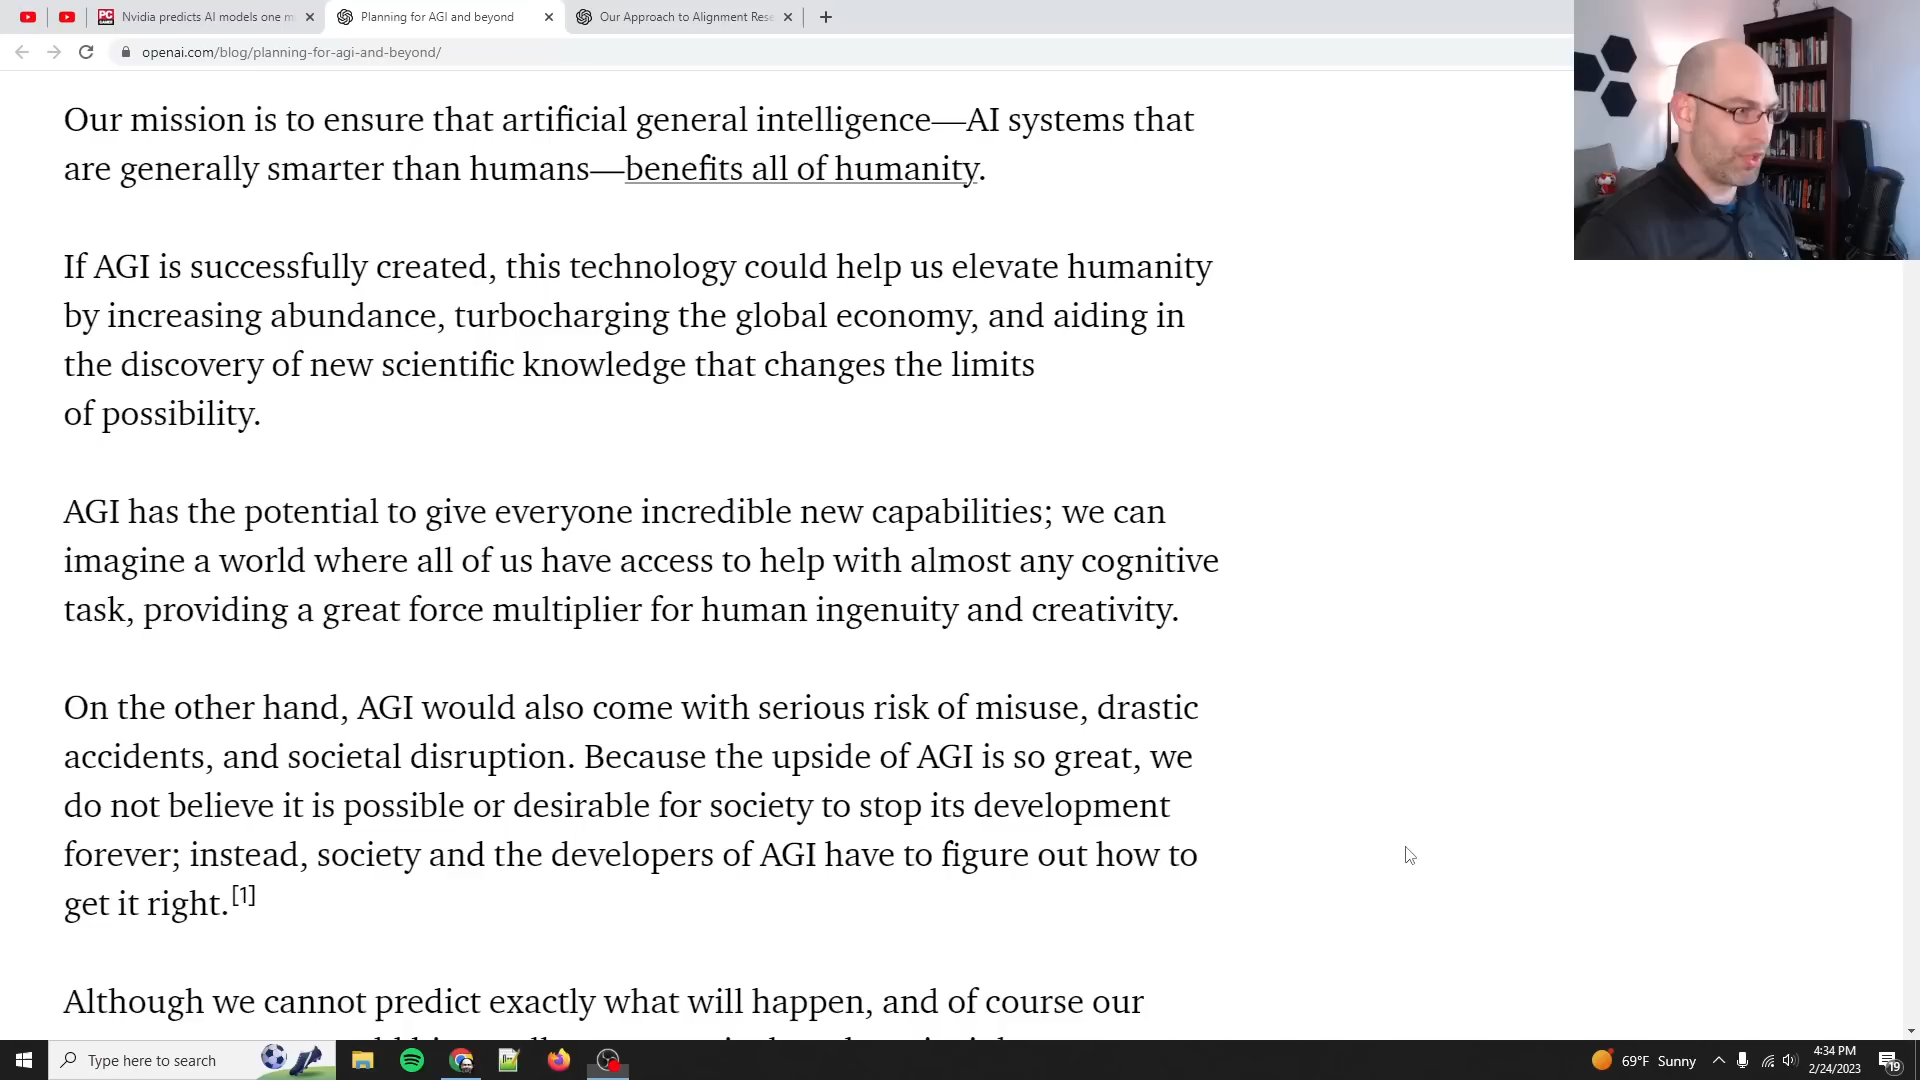 Nvidia predicts AI models one m
Planning for AGI and beyond
Our Approach to Alignment Rese
openai.com/blog/planning-for-agi-and-beyond/
Our mission is to ensure that artificial general intelligence—AI systems that
are generally smarter than humans—benefits all of humanity.
If AGI is successfully created, this technology could help us elevate humanity
by increasing abundance, turbocharging the global economy, and aiding in
the discovery of new scientific knowledge that changes the limits
of possibility.
AGI has the potential to give everyone incredible new capabilities; we can
imagine a world where all of us have access to help with almost any cognitive
task, providing a great force multiplier for human ingenuity and creativity.
On the other hand, AGI would also come with serious risk of misuse, drastic
accidents, and societal disruption. Because the upside of AGI is so great, we
do not believe it is possible or desirable for society to stop its development
forever; instead, society and the developers of AGI have to figure out how to
get it right.[1]
Although we cannot predict exactly what will happen, and of course our
Type here to search
69°F Sunny
4:34 PM
2/24/2023
19